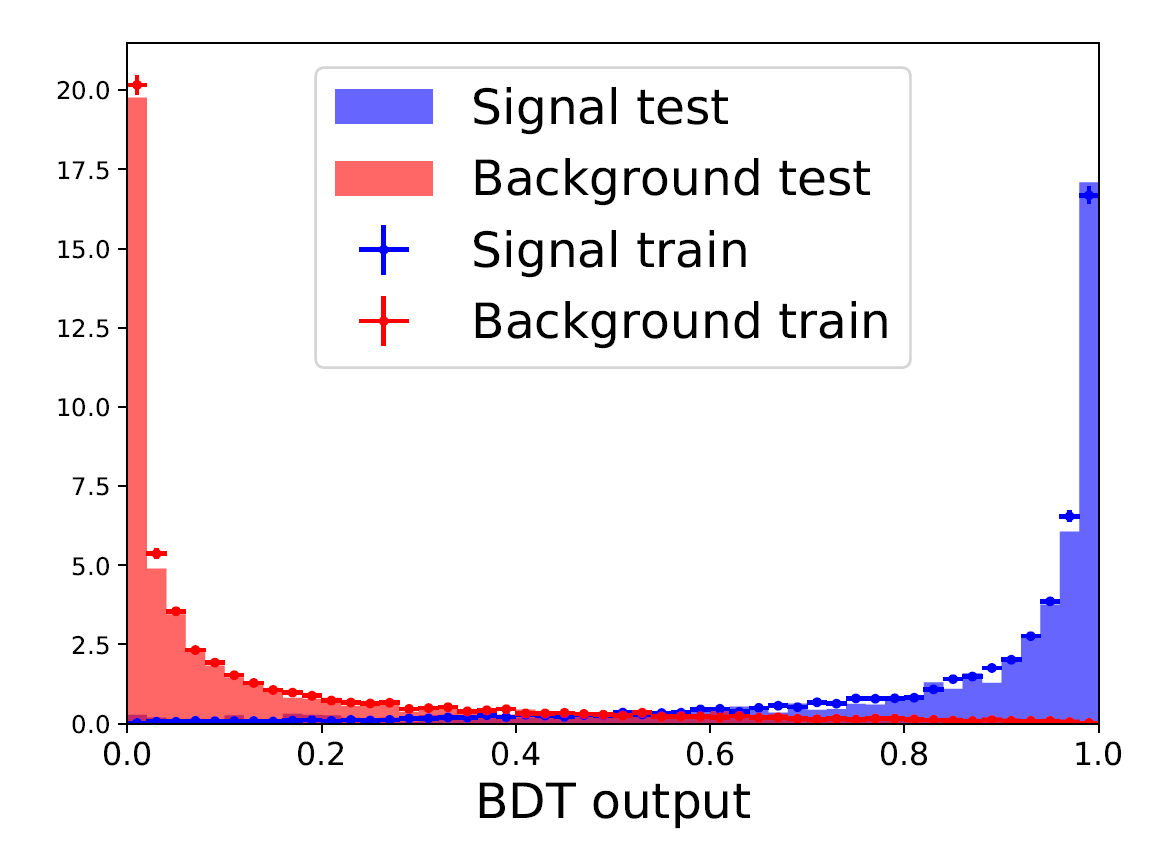 20.0
17.5
15.0
12.5
10.0
7.5
5.0
2.5
0.0
Signal test
Background test
Signal train
Background train
0.0 0.2 0.4 0.6 0.8 1.0
BDT output